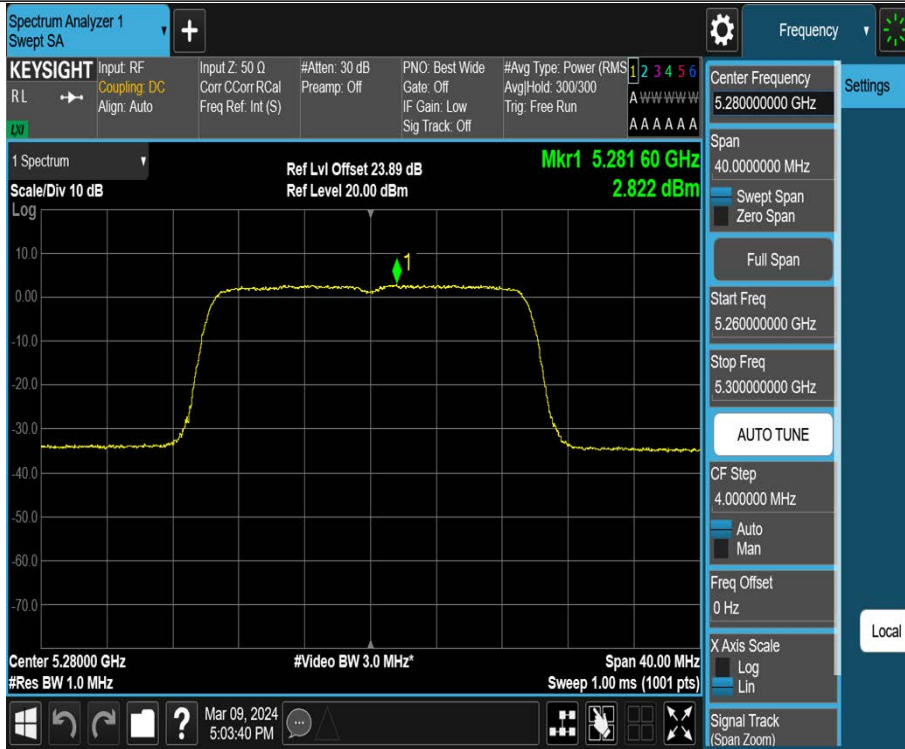 Spectrum Analyzer 1
Swept SA
+
Frequency
KEYSIGHT
R L
LXI
Input: RF
Coupling: DC
Align: Auto
Input Z: 50 Ω
Corr CCorr RCal
Freq Ref: Int (S)
#Atten: 30 dB
Preamp: Off
PNO: Best Wide
Gate: Off
IF Gain: Low
Sig Track: Off
#Avg Type: Power (RMS
Avg|Hold: 300/300
Trig: Free Run
1 2 3 4 5 6
A W W W W W
A A A A A A
1 Spectrum
Scale/Div 10 dB
Log
Ref Lvl Offset 23.89 dB
Ref Level 20.00 dBm
Mkr1 5.281 60 GHz
2.822 dBm
1
10.0
0.00
-10.0
-20.0
-30.0
-40.0
-50.0
-60.0
-70.0
Center 5.28000 GHz
#Video BW 3.0 MHz*
Span 40.00 MHz
#Res BW 1.0 MHz
Sweep 1.00 ms (1001 pts)
?
Mar 09, 2024
5:03:40 PM
Center Frequency
5.280000000 GHz
Settings
Span
40.0000000 MHz
Swept Span
Zero Span
Full Span
Start Freq
5.260000000 GHz
Stop Freq
5.300000000 GHz
AUTO TUNE
CF Step
4.000000 MHz
Auto
Man
Freq Offset
0 Hz
X Axis Scale
Log
Lin
Local
Signal Track
(Span Zoom)